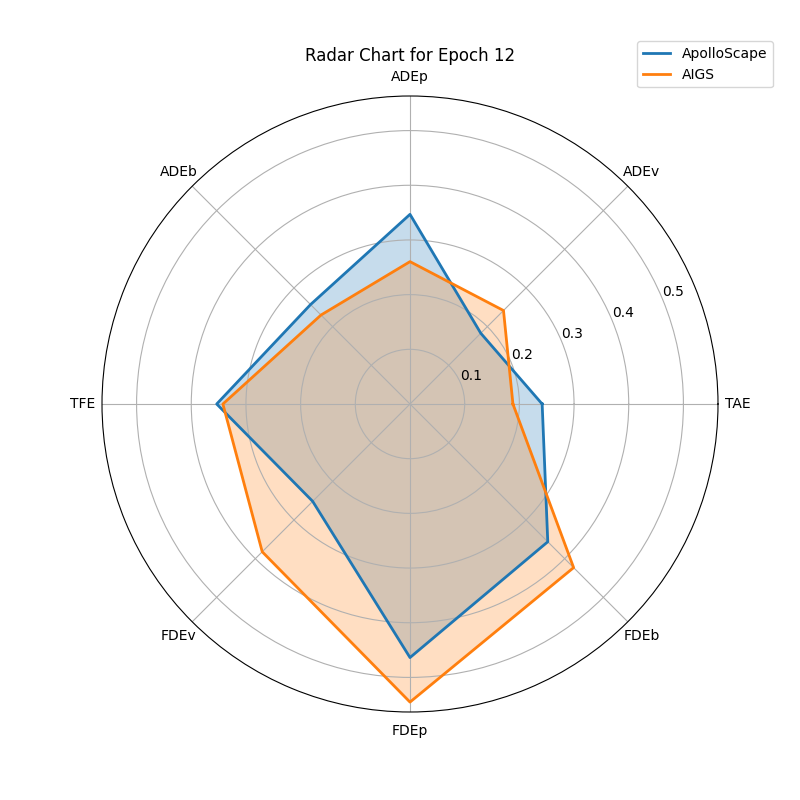 Radar Chart for Epoch 12
ApolloScape
AIGS
ADEp
ADEb
ADEv
0.5
0.4
0.3
0.2
0.1
TFE
TAE
FDEv
FDEb
FDEp